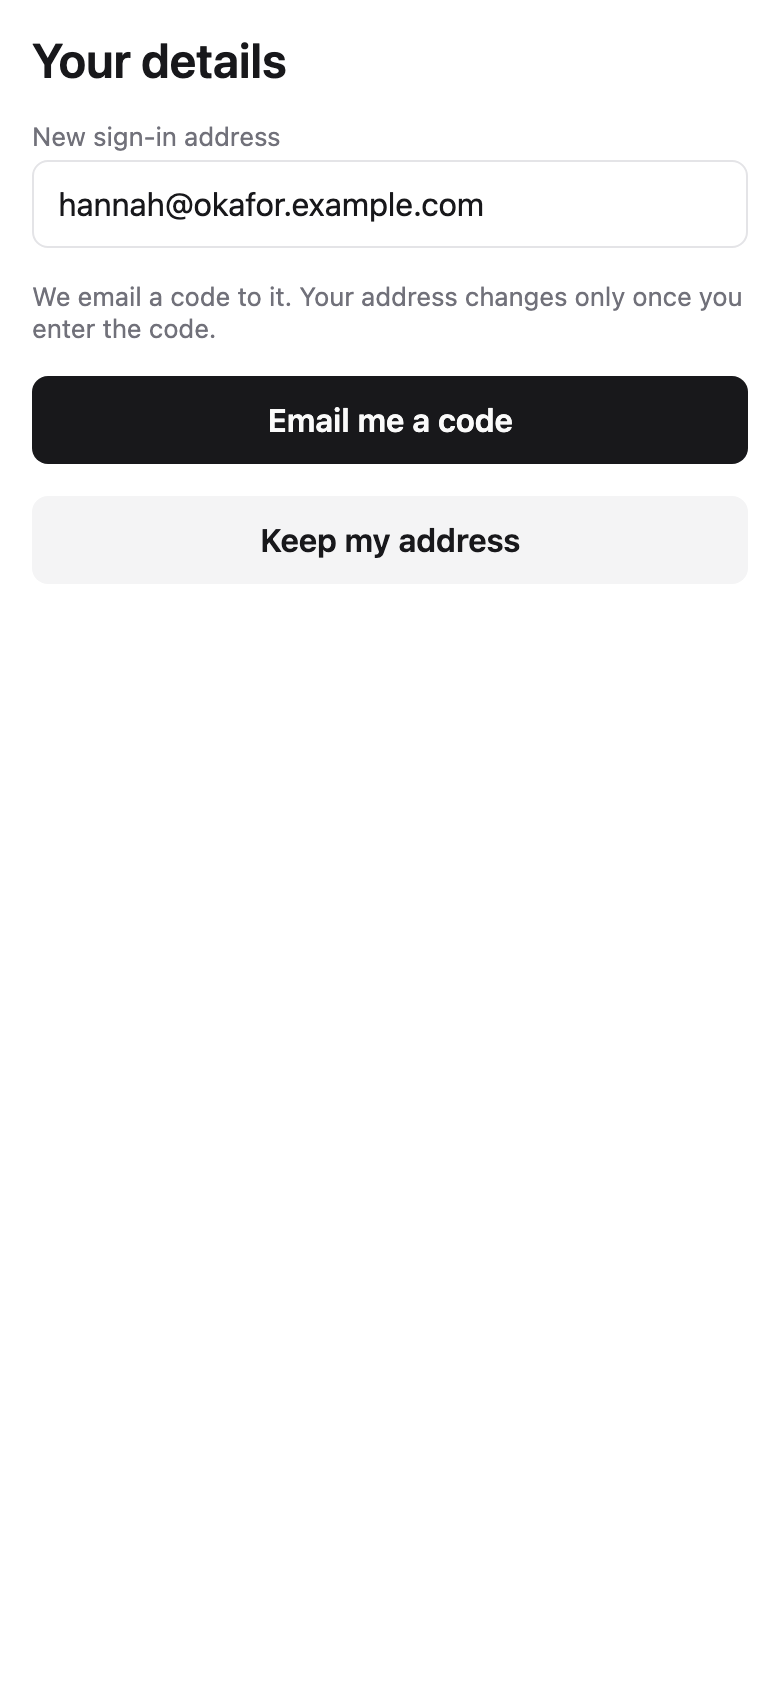 Your details
New sign-in address
hannah@okafor.example.com
We email a code to it. Your address changes only once you
enter the code.
Email me a code
Keep my address